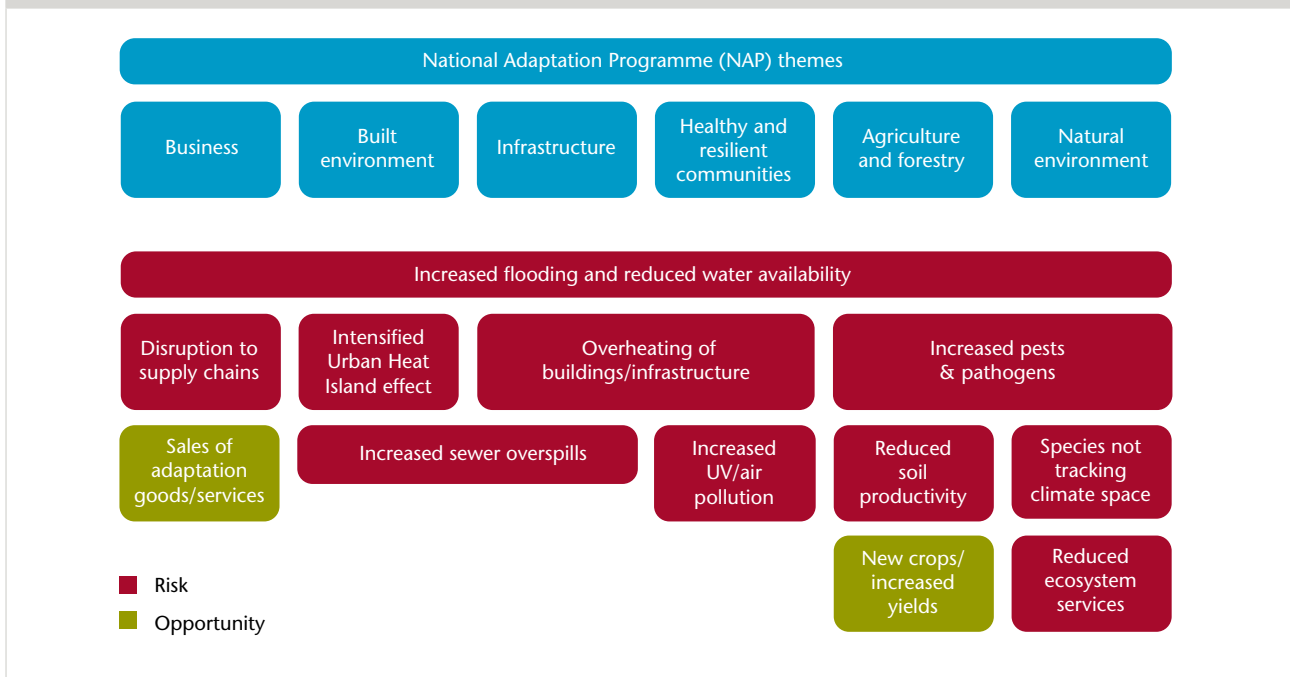 National Adaptation Programme (NAP) themes
Business
Built
environment
Infrastructure
Healthy and
resilient
communities
Agriculture
and forestry
Natural
environment
Increased flooding and reduced water availability
Disruption to
supply chains
Intensified
Urban Heat
Island effect
Overheating of
buildings/infrastructure
Increased pests
& pathogens
Sales of
adaptation
goods/services
Increased sewer overspills
Increased
UV/air
pollution
Reduced
soil
productivity
Species not
tracking
climate space
New crops/
increased
yields
Reduced
ecosystem
services
Risk
Opportunity